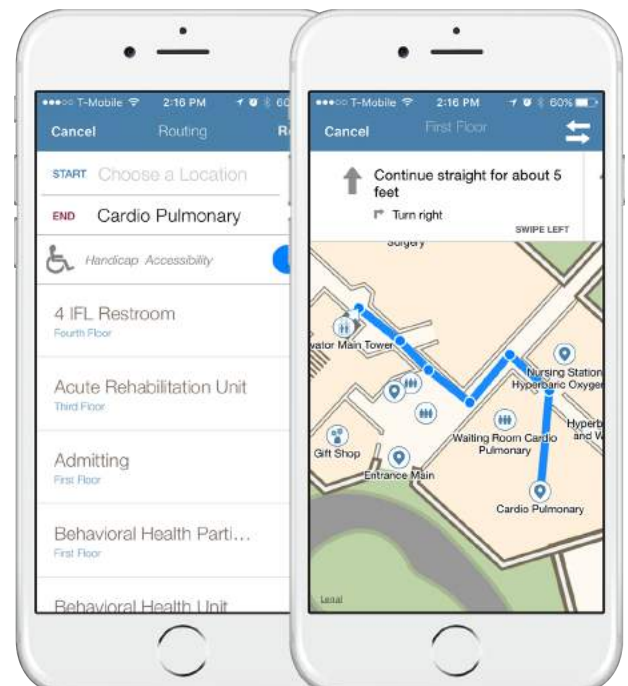 T-Mobile 2:16 PM 60
Cancel Routing R
START Choose a Location
END Cardio Pulmonary
Handicap Accessibility
4 IFL Restroom
Fourth Floor
Acute Rehabilitation Unit
Third Floor
Admitting
First Floor
Behavioral Health Parti...
First Floor
Behavioral Health Unit
T-Mobile 2:16 PM 60%
Cancel First Floor
Continue straight for about 5
feet
Turn right
SWIPE LEFT
Surgery
vator Main Tower
Nursing Station
Hyperbaric Oxyge
Hyperb
and W
Waiting Room Cardio
Pulmonary
Gift Shop
Entrance Main
Cardio Pulmonary
Legal